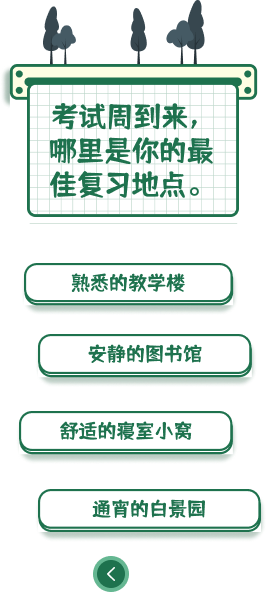 考试周到来，
哪里是你的最
佳复习地点。
熟悉的教学楼
安静的图书馆
舒适的寝室小窝
通宵的白景园